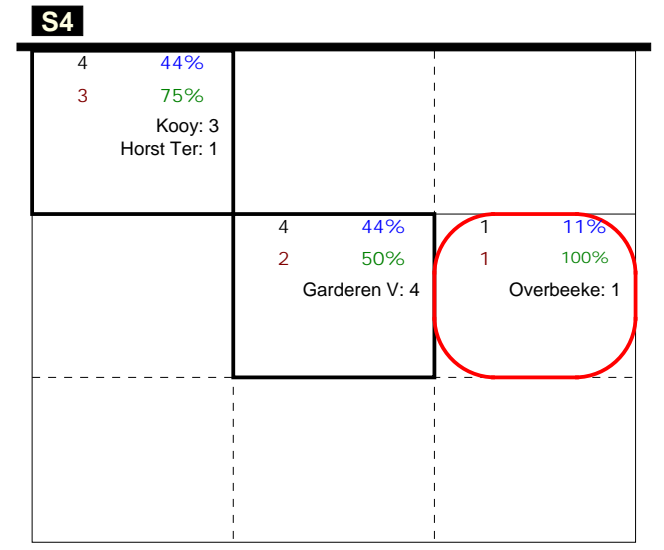 S4
4 44%
3 75%
Kooy: 3
Horst Ter: 1
4 44%
2 50%
Garderen V: 4
1 11%
1 100%
Overbeeke: 1